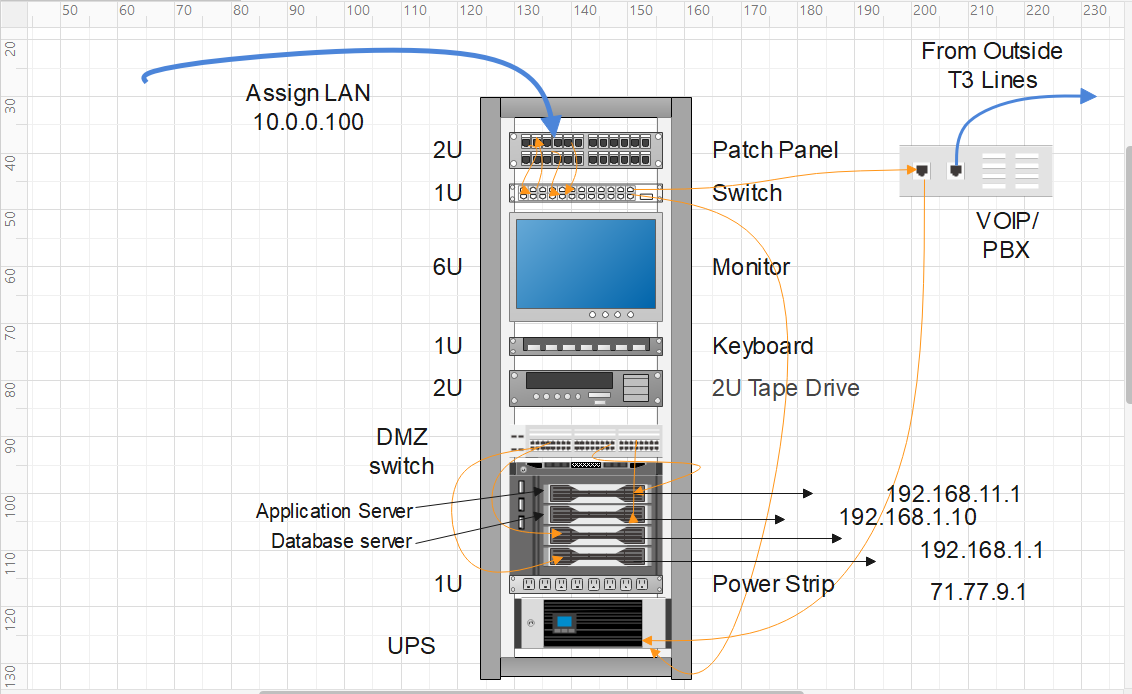 50 60 70 80 90 100 110 120 130 140 150 160 170 180 190 200 210 220 230
20
30
40
50
60
70
80
90
100
110
120
130
From Outside
T3 Lines
Assign LAN
10.0.0.100
2U
Patch Panel
1U
Switch
VOIP/
PBX
6U
Monitor
1U
Keyboard
2U
2U Tape Drive
DMZ
switch
Application Server
192.168.11.1
192.168.1.10
Database server
192.168.1.1
1U
Power Strip
71.77.9.1
UPS